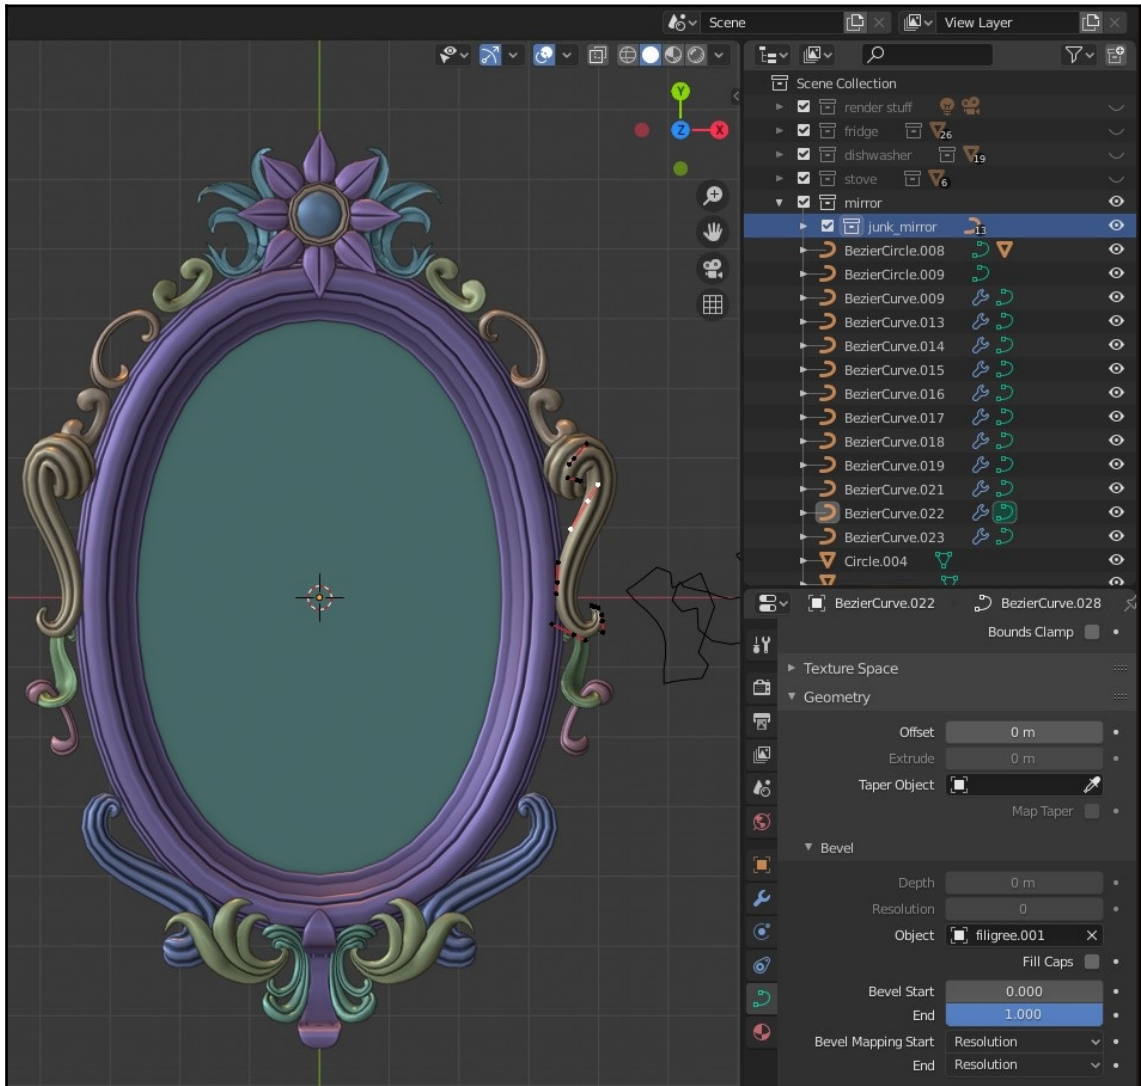 Scene
View Layer
Y
Z
X
Scene Collection
render stuff
fridge 26
dishwasher 19
stove 6
mirror
junk_mirror 13
BezierCircle.008
BezierCircle.009
BezierCurve.009
BezierCurve.013
BezierCurve.014
BezierCurve.015
BezierCurve.016
BezierCurve.017
BezierCurve.018
BezierCurve.019
BezierCurve.021
BezierCurve.022
BezierCurve.023
Circle.004
BezierCurve.022 BezierCurve.028
Bounds Clamp
Texture Space
Geometry
Offset 0 m
Extrude 0 m
Taper Object
Map Taper
Bevel
Depth 0 m
Resolution 0
Object filigree.001
Fill Caps
Bevel Start 0.000
End 1.000
Bevel Mapping Start Resolution
End Resolution